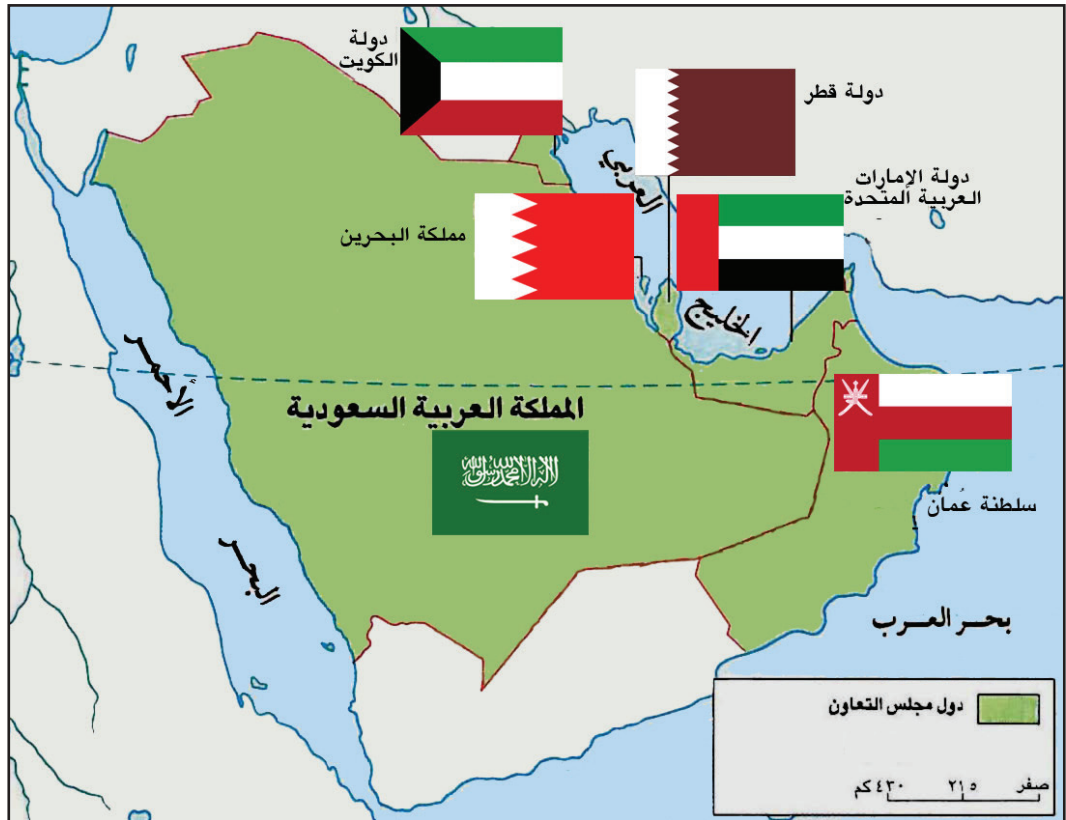 دولة
الكويت
دولة قطر
دولة الإمارات
العربية المتحدة
مملكة البحرين
الخليج
العربي
المملكة العربية السعودية
لا إله إلا الله محمد رسول الله
البحر
الأحمر
سلطنة عُمان
بحر العرب
دول مجلس التعاون
صفر ٢١٥ ٤٣٠ كم